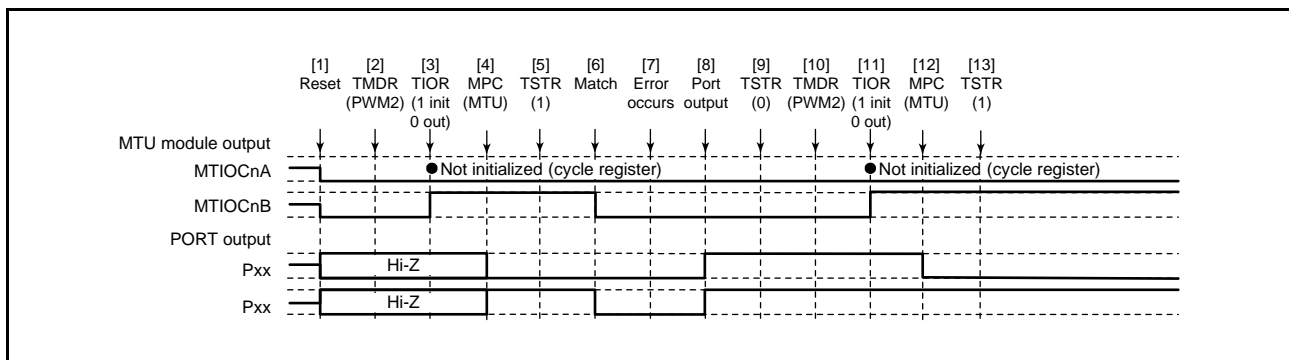 [1] [2] [3] [4] [5] [6] [7] [8] [9] [10] [11] [12] [13]
Reset TMDR TIOR MPC TSTR Match Error Port TSTR TMDR TIOR MPC TSTR
(PWM2) (1 init (MTU) (1) occurs output (0) (PWM2) (1 init (MTU) (1)
0 out) 0 out)
MTU module output
MTIOCnA Not initialized (cycle register) Not initialized (cycle register)
MTIOCnB
PORT output
Pxx Hi-Z
Pxx Hi-Z